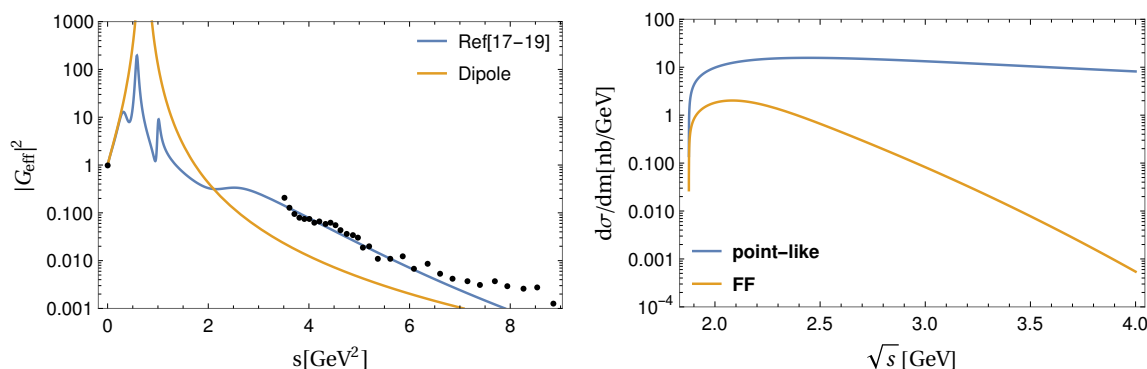 1000
100
10
1
0.100
0.010
0.001
|G_eff|²
0 2 4 6 8
s[GeV²]
Ref[17−19]
Dipole
100
10
1
0.100
0.010
0.001
10⁻⁴
dσ/dm[nb/GeV]
point−like
FF
2.0 2.5 3.0 3.5 4.0
√s [GeV]